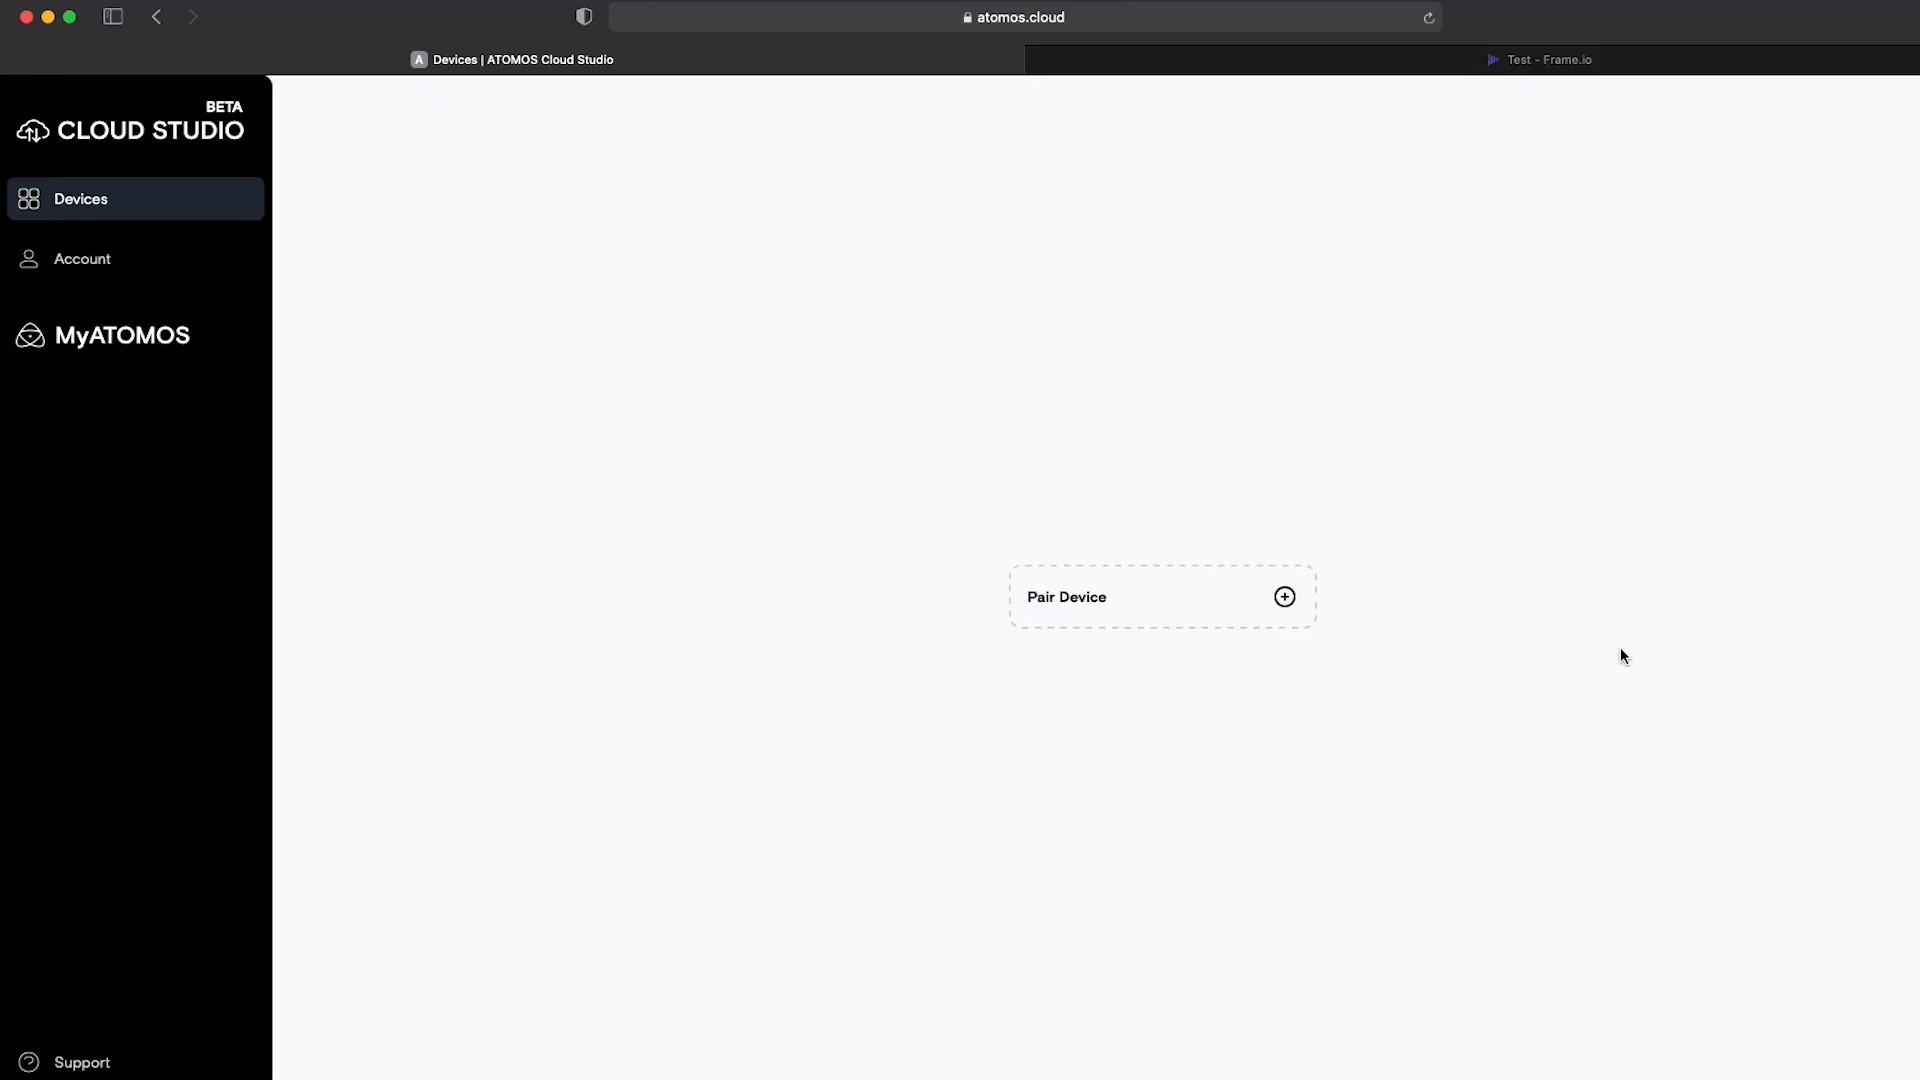 atomos.cloud
A Devices | ATOMOS Cloud Studio
Test - Frame.io
BETA
CLOUD STUDIO
Devices
Account
MyATOMOS
Pair Device
Support